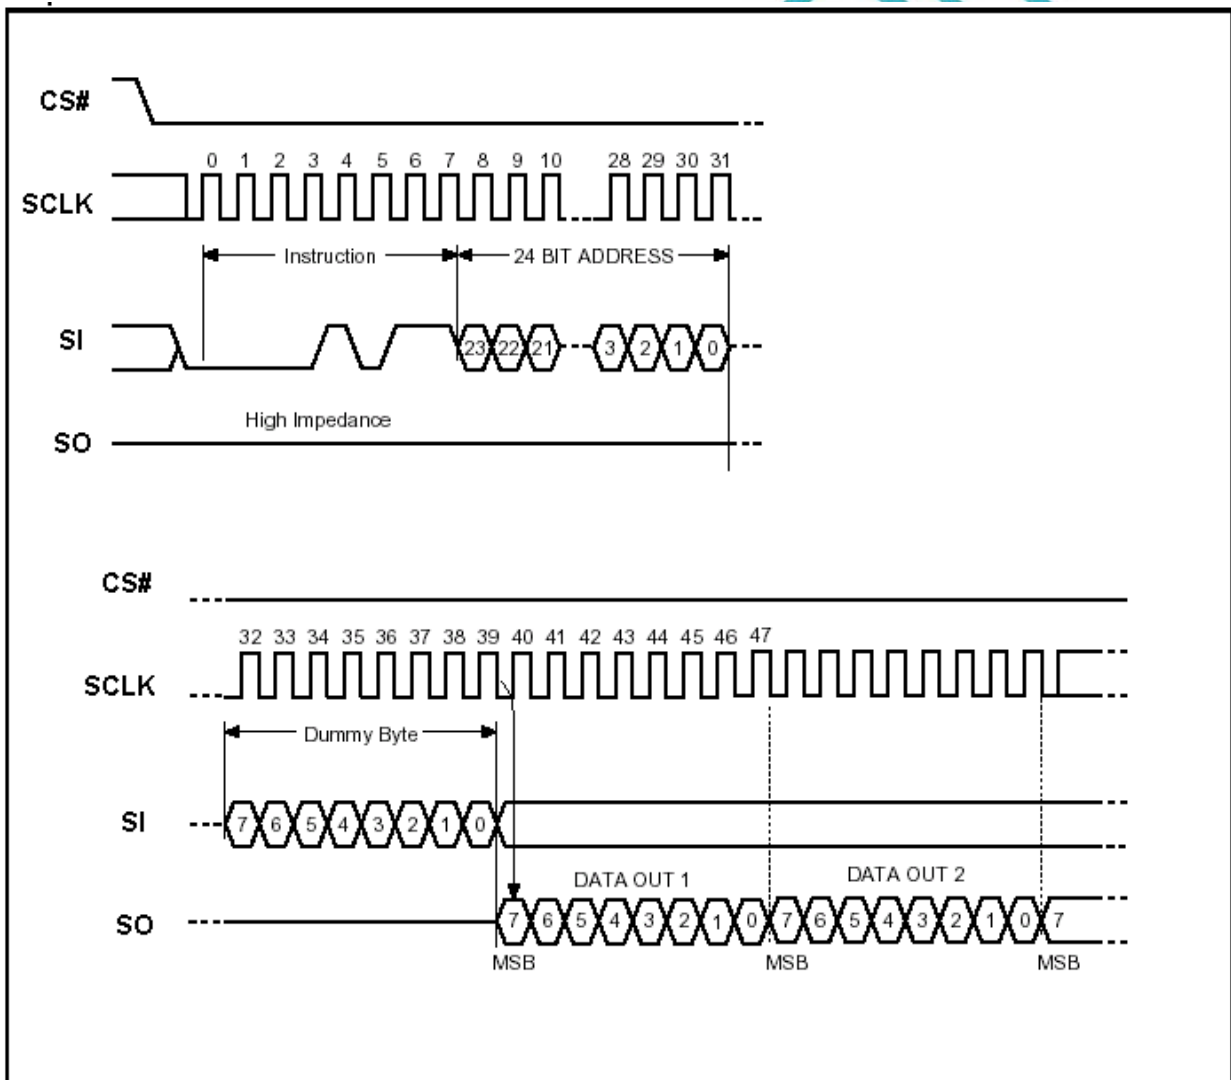 CS#
0 1 2 3 4 5 6 7 8 9 10 28 29 30 31
SCLK
Instruction 24 BIT ADDRESS
SI
23 22 21 3 2 1 0
High Impedance
SO
CS#
32 33 34 35 36 37 38 39 40 41 42 43 44 45 46 47
SCLK
Dummy Byte
SI
7 6 5 4 3 2 1 0
DATA OUT 1 DATA OUT 2
SO
7 6 5 4 3 2 1 0 7 6 5 4 3 2 1 0 7
MSB MSB MSB